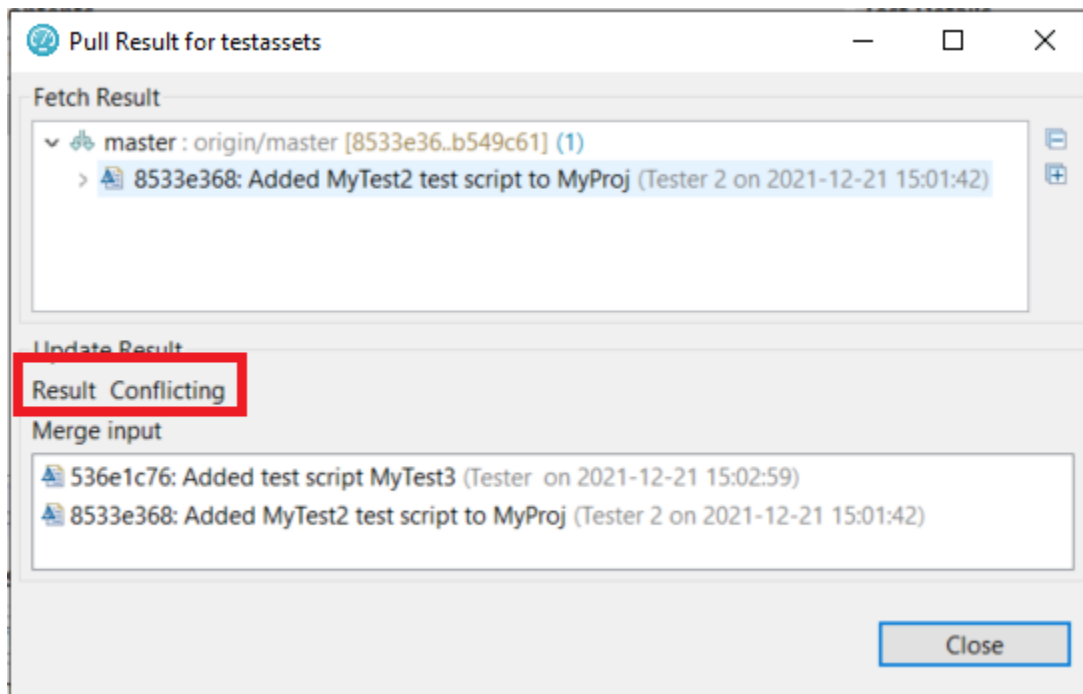 Pull Result for testassets
Fetch Result
master : origin/master [8533e36..b549c61] (1)
8533e368: Added MyTest2 test script to MyProj (Tester 2 on 2021-12-21 15:01:42)
Update Result
Result Conflicting
Merge input
536e1c76: Added test script MyTest3 (Tester on 2021-12-21 15:02:59)
8533e368: Added MyTest2 test script to MyProj (Tester 2 on 2021-12-21 15:01:42)
Close